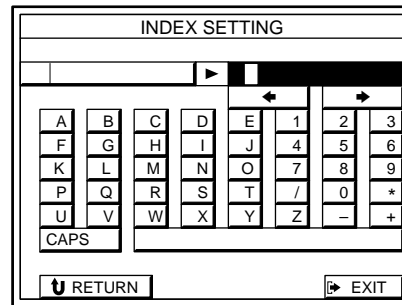 INDEX SETTING
A B C D E 1 2 3
F G H I J 4 5 6
K L M N O 7 8 9
P Q R S T / 0 *
U V W X Y Z – +
CAPS
RETURN EXIT